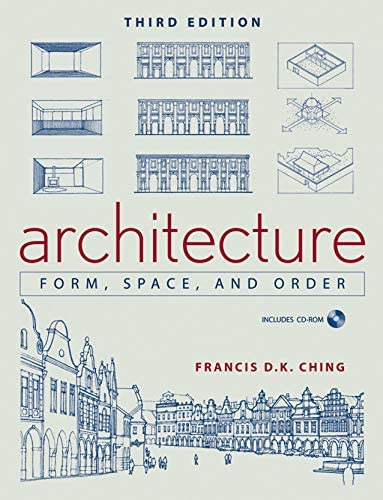 THIRD EDITION
architecture
FORM, SPACE, AND ORDER
INCLUDES CD-ROM
FRANCIS D.K. CHING